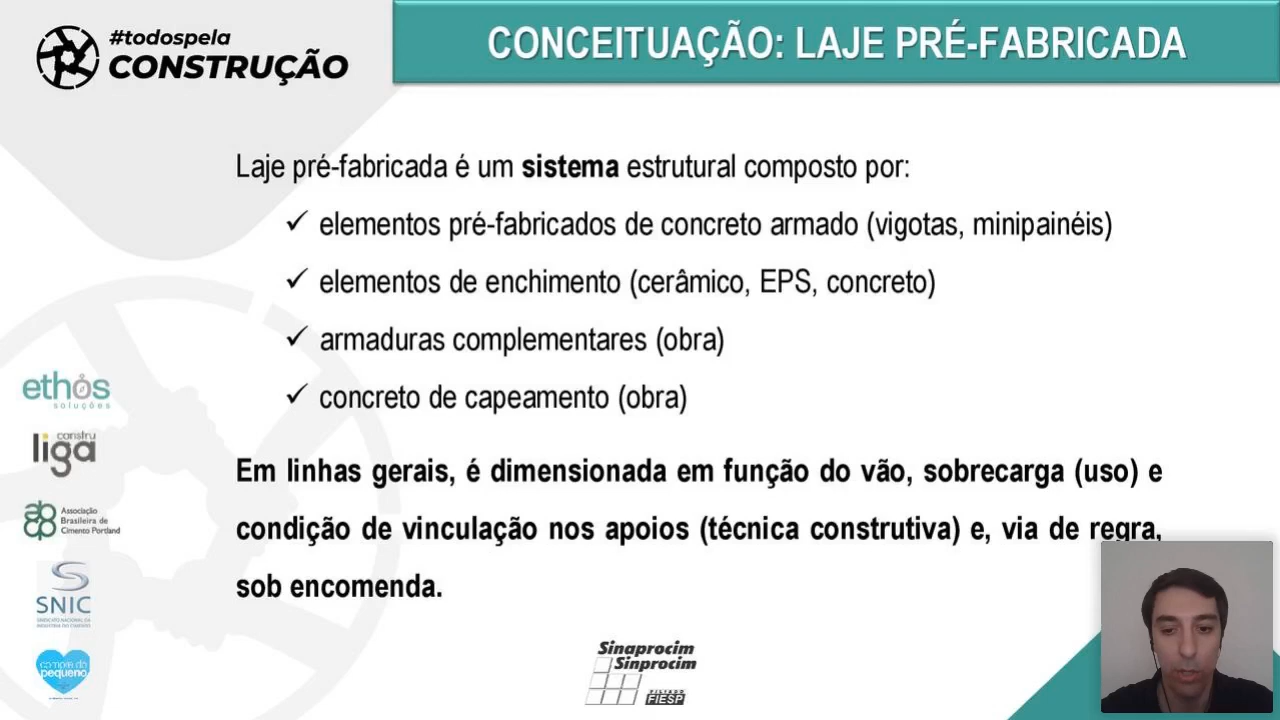 #todospela
CONSTRUÇÃO
CONCEITUAÇÃO: LAJE PRÉ-FABRICADA
Laje pré-fabricada é um sistema estrutural composto por:
✓ elementos pré-fabricados de concreto armado (vigotas, minipainéis)
✓ elementos de enchimento (cerâmico, EPS, concreto)
✓ armaduras complementares (obra)
✓ concreto de capeamento (obra)
Em linhas gerais, é dimensionada em função do vão, sobrecarga (uso) e
condição de vinculação nos apoios (técnica construtiva) e, via de regra,
sob encomenda.
ethos
soluções
constru
liga
Associação
Brasileira de
Cimento Portland
SNIC
SINDICATO NACIONAL DA
INDÚSTRIA DO CIMENTO
compre do
pequeno
Sinaprocim
Sinprocim
FILIADO
FIESP